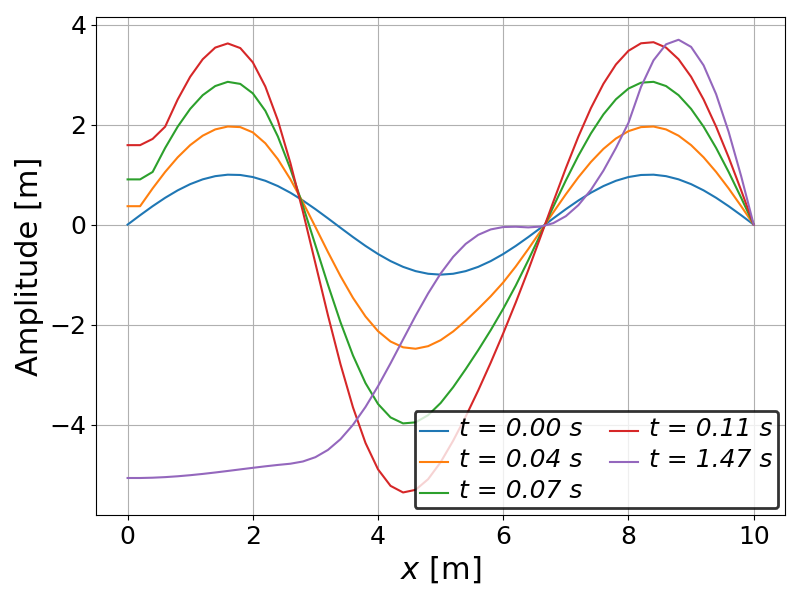 4
2
0
−2
−4
Amplitude [m]
0 2 4 6 8 10
x [m]
t = 0.00 s
t = 0.04 s
t = 0.07 s
t = 0.11 s
t = 1.47 s